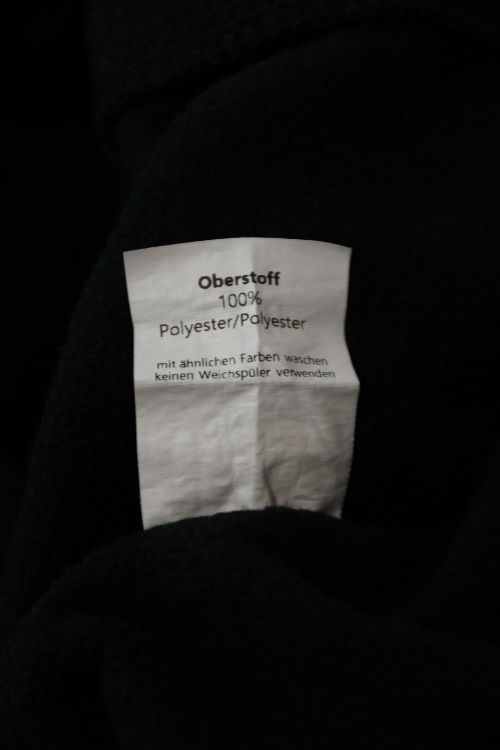 Oberstoff
100%
Polyester/Polyester
mit ähnlichen Farben waschen
keinen Weichspüler verwenden